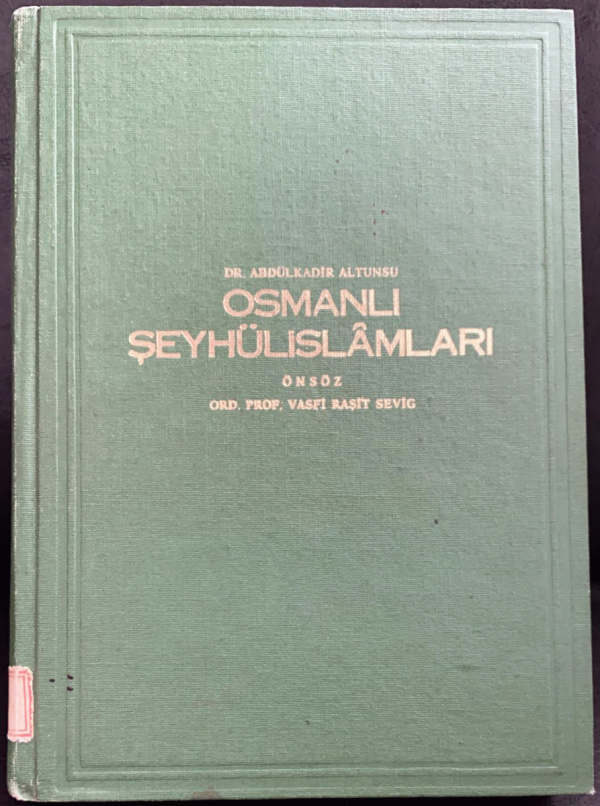 DR. ABDÜLKADİR ALTUNSU
OSMANLI
ŞEYHÜLİSLÂMLARI
ÖNSÖZ
ORD. PROF. VASFİ RAŞİT SEVİG